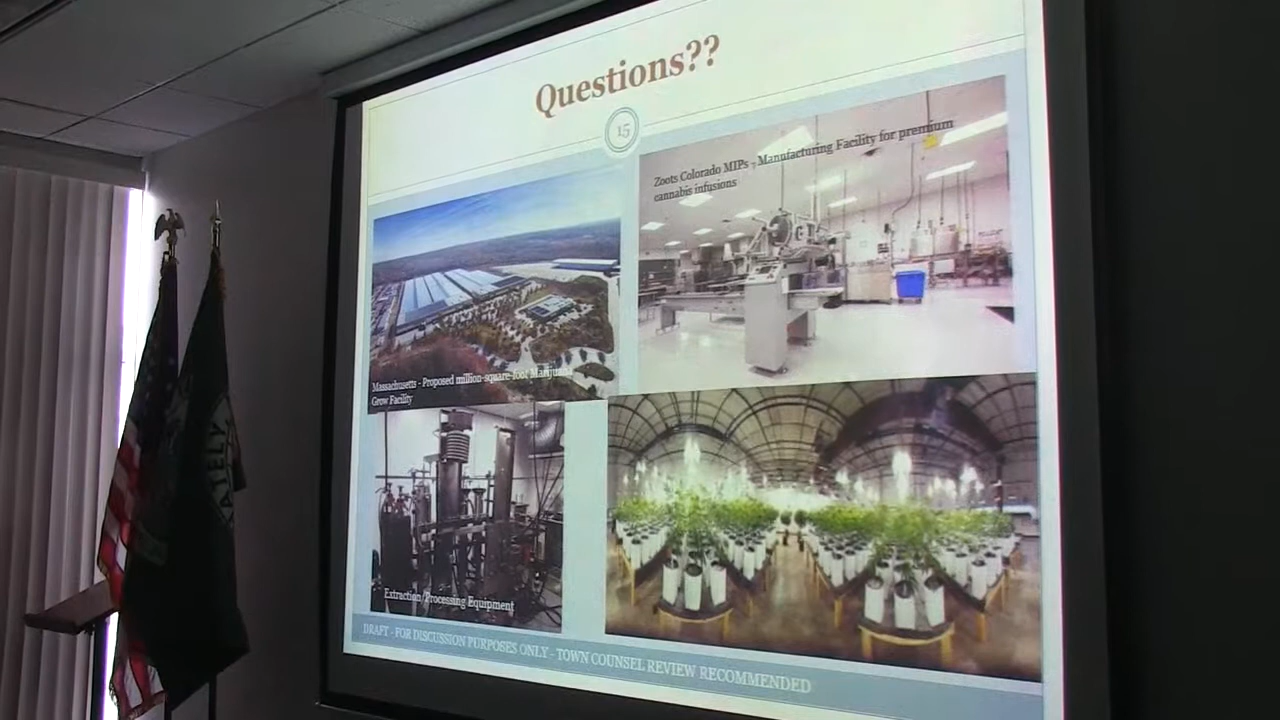 Questions??
15
Zoots Colorado MIPs - Manufacturing Facility for premium
cannabis infusions
Massachusetts - Proposed million-square-foot Marijuana
Grow Facility
Extraction/Processing Equipment
DRAFT - FOR DISCUSSION PURPOSES ONLY - TOWN COUNSEL REVIEW RECOMMENDED